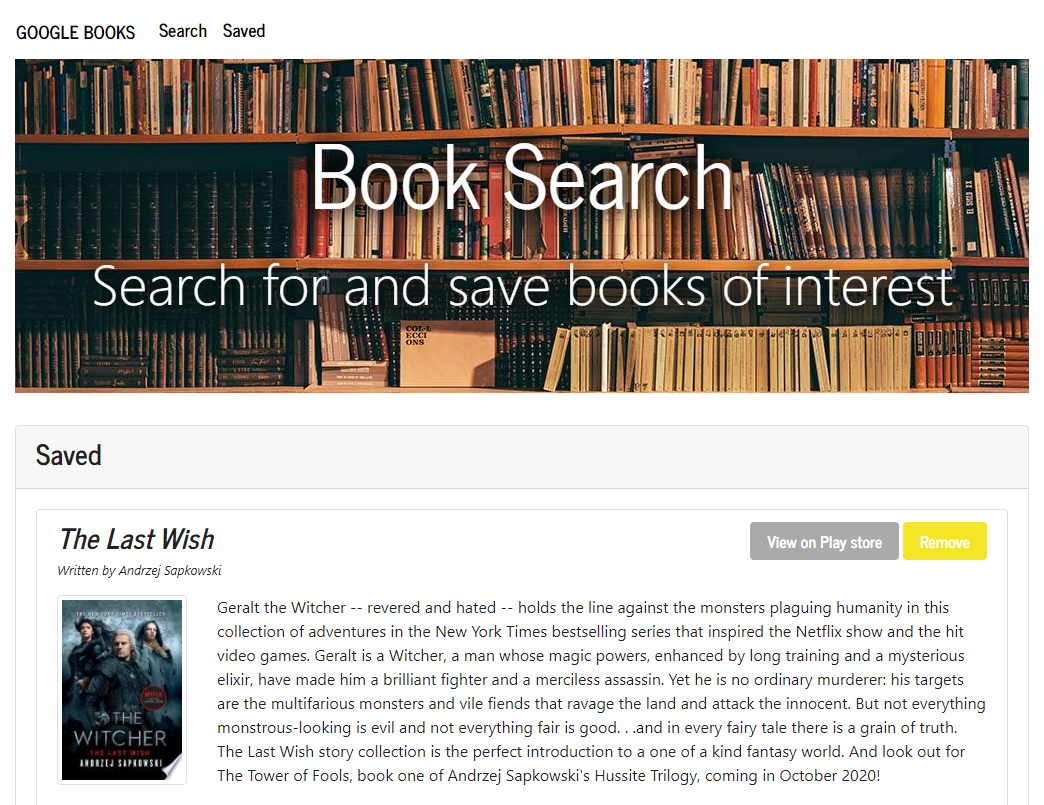 GOOGLE BOOKS Search Saved
Book Search
Search for and save books of interest
EL SIGLO XX
COL·L
ECCI
ONS
Saved
The Last Wish
View on Play store Remove
Written by Andrzej Sapkowski
Geralt the Witcher -- revered and hated -- holds the line against the monsters plaguing humanity in this
collection of adventures in the New York Times bestselling series that inspired the Netflix show and the hit
video games. Geralt is a Witcher, a man whose magic powers, enhanced by long training and a mysterious
elixir, have made him a brilliant fighter and a merciless assassin. Yet he is no ordinary murderer: his targets
are the multifarious monsters and vile fiends that ravage the land and attack the innocent. But not everything
monstrous-looking is evil and not everything fair is good. . .and in every fairy tale there is a grain of truth.
The Last Wish story collection is the perfect introduction to a one of a kind fantasy world. And look out for
The Tower of Fools, book one of Andrzej Sapkowski's Hussite Trilogy, coming in October 2020!
THE NEW YORK TIMES BESTSELLER
NETFLIX
THE
WITCHER
THE LAST WISH
ANDRZEJ SAPKOWSKI